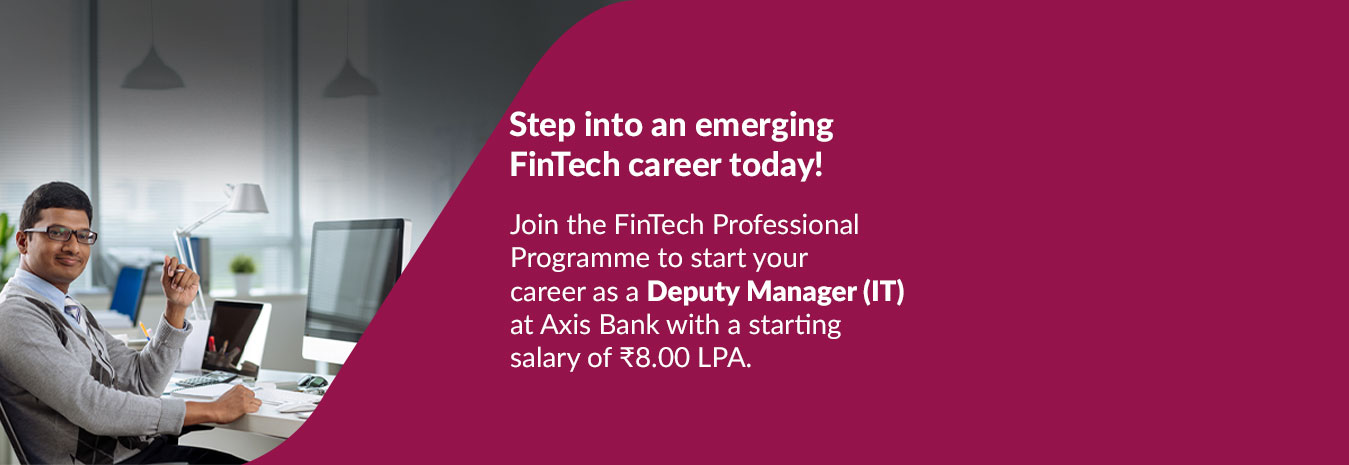 Step into an emerging
FinTech career today!
Join the FinTech Professional
Programme to start your
career as a Deputy Manager (IT)
at Axis Bank with a starting
salary of ₹8.00 LPA.